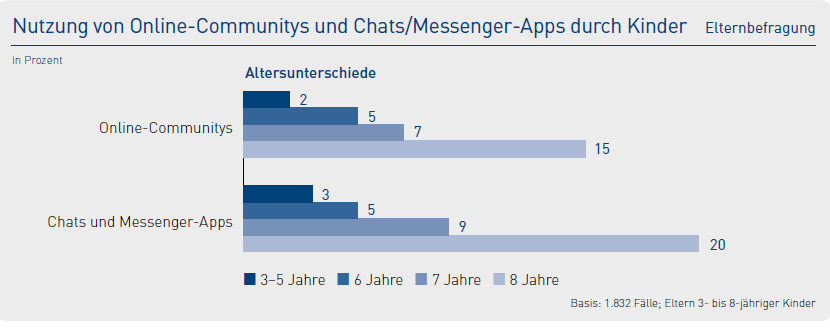 Nutzung von Online-Communitys und Chats/Messenger-Apps durch Kinder Elternbefragung
in Prozent
Altersunterschiede
Online-Communitys
2
5
7
15
Chats und Messenger-Apps
3
5
9
20
3–5 Jahre 6 Jahre 7 Jahre 8 Jahre
Basis: 1.832 Fälle; Eltern 3- bis 8-jähriger Kinder